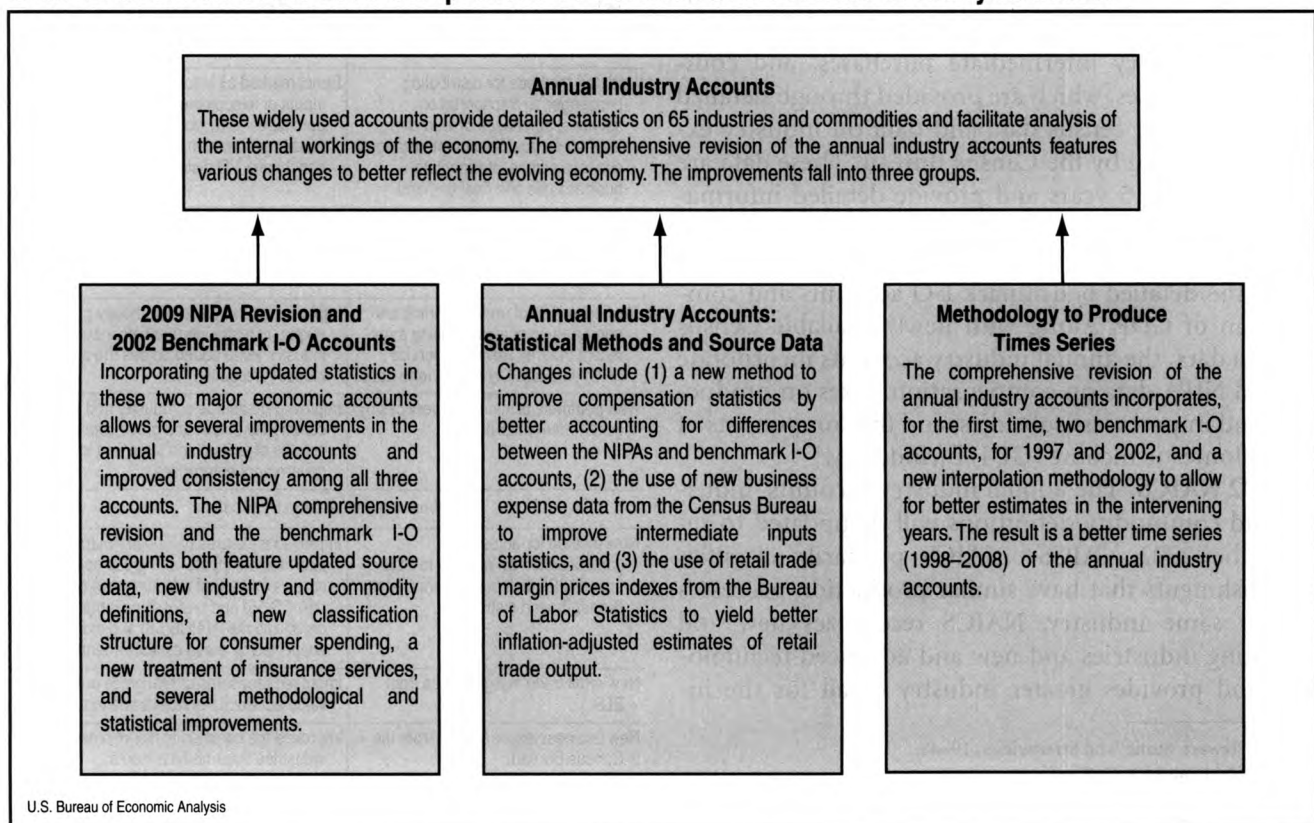 Annual Industry Accounts
These widely used accounts provide detailed statistics on 65 industries and commodities and facilitate analysis of
the internal workings of the economy. The comprehensive revision of the annual industry accounts features
various changes to better reflect the evolving economy. The improvements fall into three groups.
2009 NIPA Revision and
2002 Benchmark I-O Accounts
Incorporating the updated statistics in
these two major economic accounts
allows for several improvements in the
annual industry accounts and
improved consistency among all three
accounts. The NIPA comprehensive
revision and the benchmark I-O
accounts both feature updated source
data, new industry and commodity
definitions, a new classification
structure for consumer spending, a
new treatment of insurance services,
and several methodological and
statistical improvements.
Annual Industry Accounts:
Statistical Methods and Source Data
Changes include (1) a new method to
improve compensation statistics by
better accounting for differences
between the NIPAs and benchmark I-O
accounts, (2) the use of new business
expense data from the Census Bureau
to improve intermediate inputs
statistics, and (3) the use of retail trade
margin prices indexes from the Bureau
of Labor Statistics to yield better
inflation-adjusted estimates of retail
trade output.
Methodology to Produce
Times Series
The comprehensive revision of the
annual industry accounts incorporates,
for the first time, two benchmark I-O
accounts, for 1997 and 2002, and a
new interpolation methodology to allow
for better estimates in the intervening
years. The result is a better time series
(1998–2008) of the annual industry
accounts.
U.S. Bureau of Economic Analysis